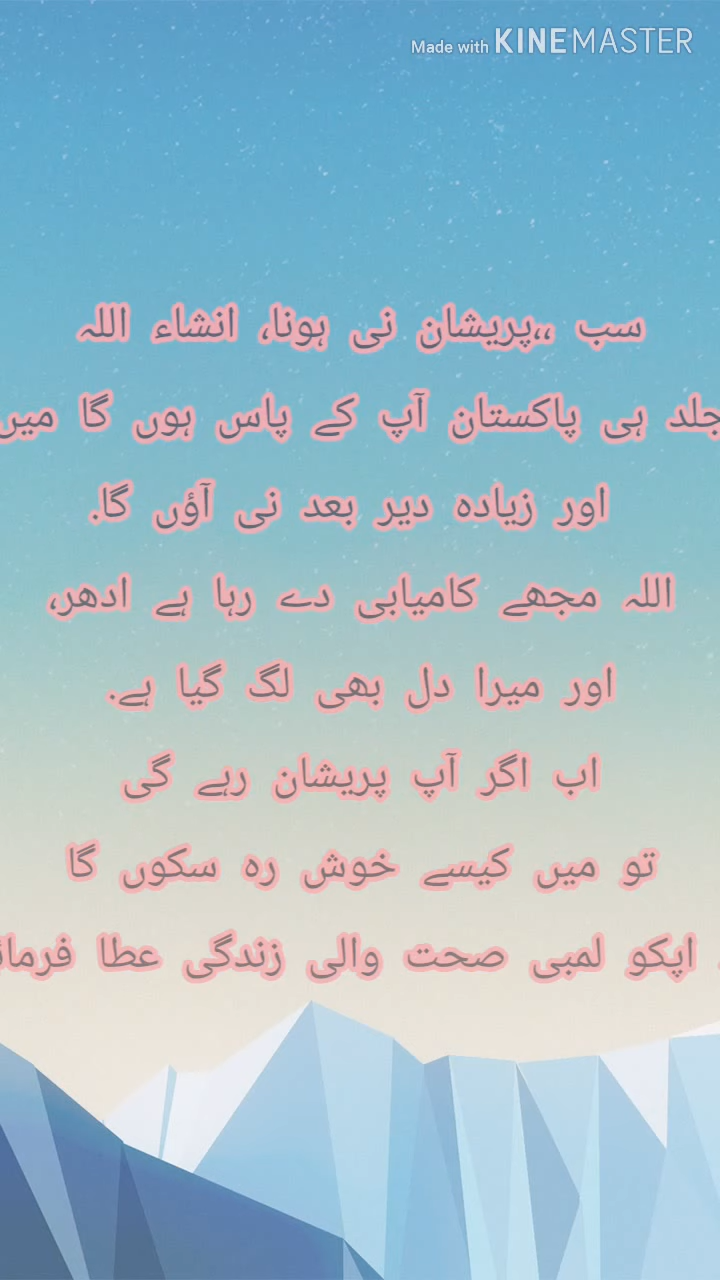 Made with KINEMASTER
سب ،،پریشان نی ہونا، انشاء اللہ
جلد ہی پاکستان آپ کے پاس ہوں گا میں
اور زیادہ دیر بعد نی آؤں گا.
اللہ مجھے کامیابی دے رہا ہے ادھر،
اور میرا دل بھی لگ گیا ہے.
اب اگر آپ پریشان رہے گی
تو میں کیسے خوش رہ سکوں گا
اپکو لمبی صحت والی زندگی عطا